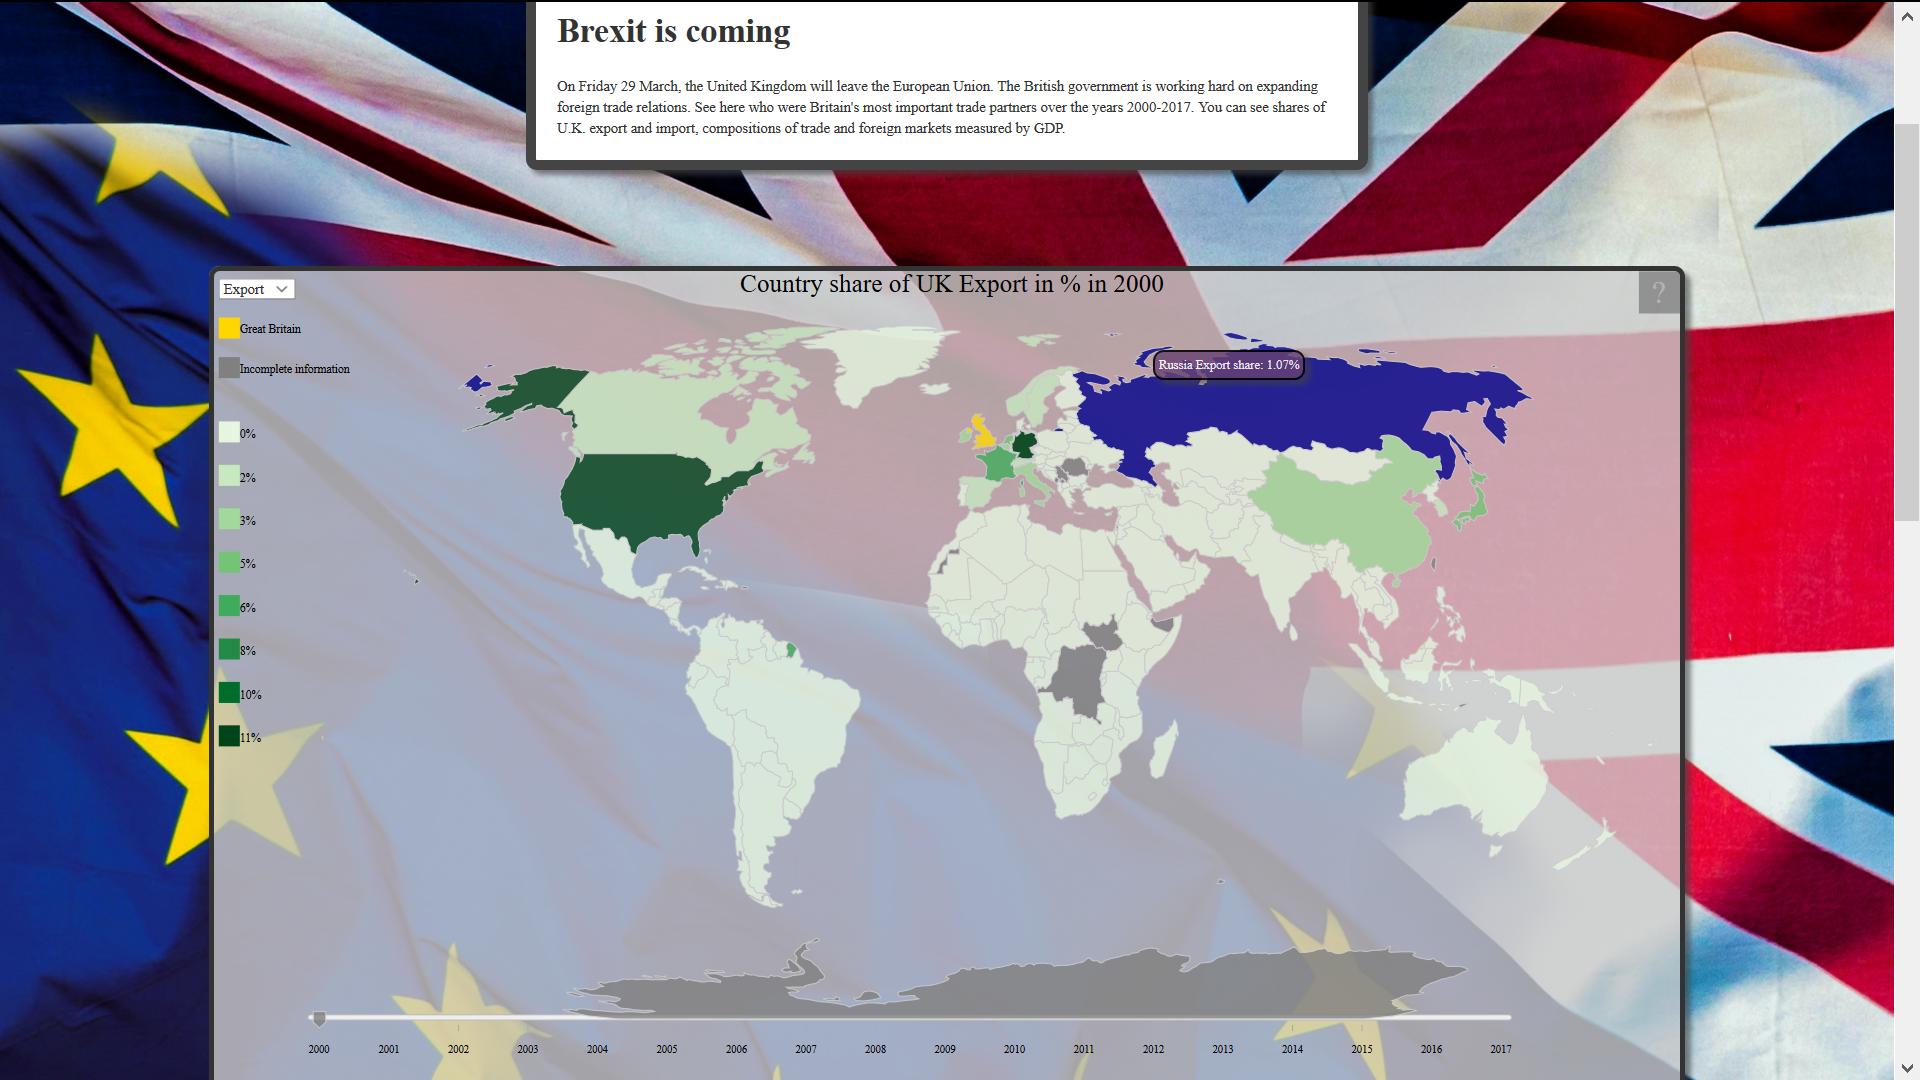 Brexit is coming
On Friday 29 March, the United Kingdom will leave the European Union. The British government is working hard on expanding
foreign trade relations. See here who were Britain's most important trade partners over the years 2000-2017. You can see shares of
U.K. export and import, compositions of trade and foreign markets measured by GDP.
Export
Country share of UK Export in % in 2000
?
Great Britain
Incomplete information
Russia Export share: 1.07%
0%
2%
3%
5%
6%
8%
10%
11%
2000 2001 2002 2003 2004 2005 2006 2007 2008 2009 2010 2011 2012 2013 2014 2015 2016 2017